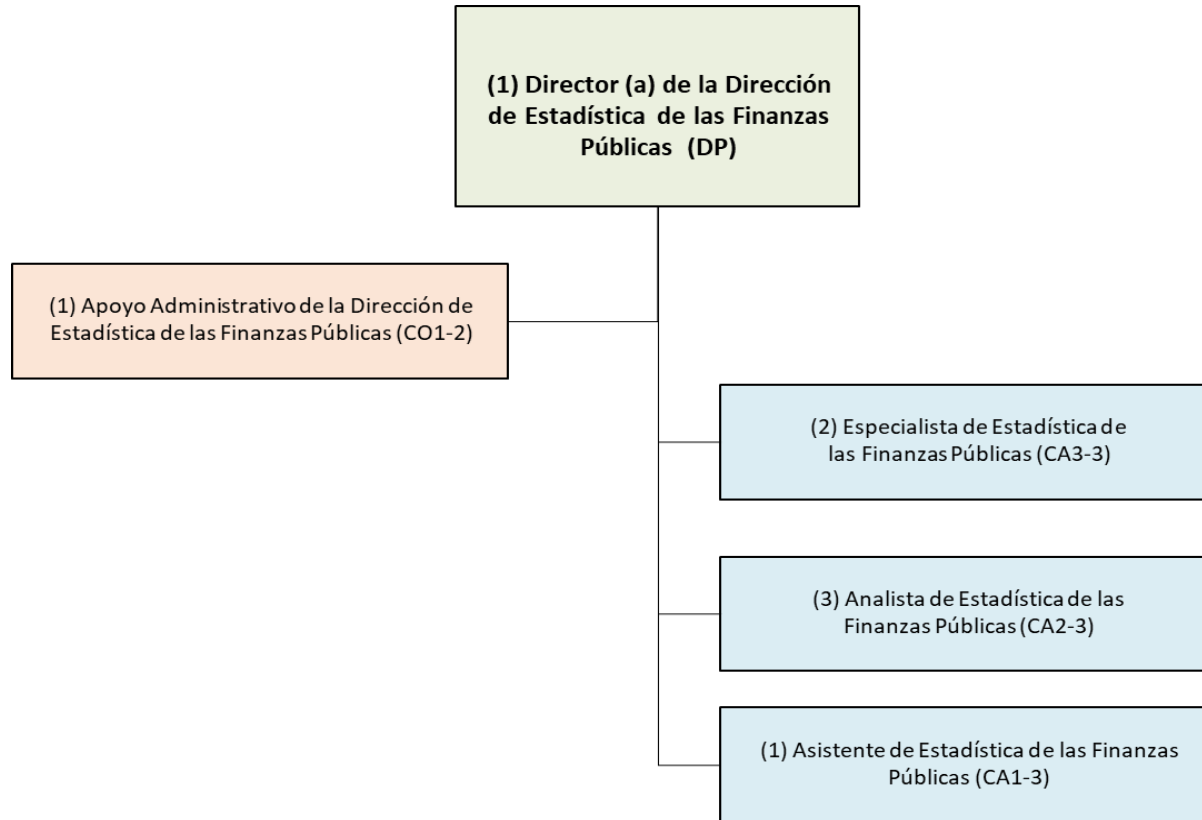 (1) Director (a) de la Dirección
de Estadística de las Finanzas
Públicas (DP)
(1) Apoyo Administrativo de la Dirección de
Estadística de las Finanzas Públicas (CO1-2)
(2) Especialista de Estadística de
las Finanzas Públicas (CA3-3)
(3) Analista de Estadística de las
Finanzas Públicas (CA2-3)
(1) Asistente de Estadística de las Finanzas
Públicas (CA1-3)